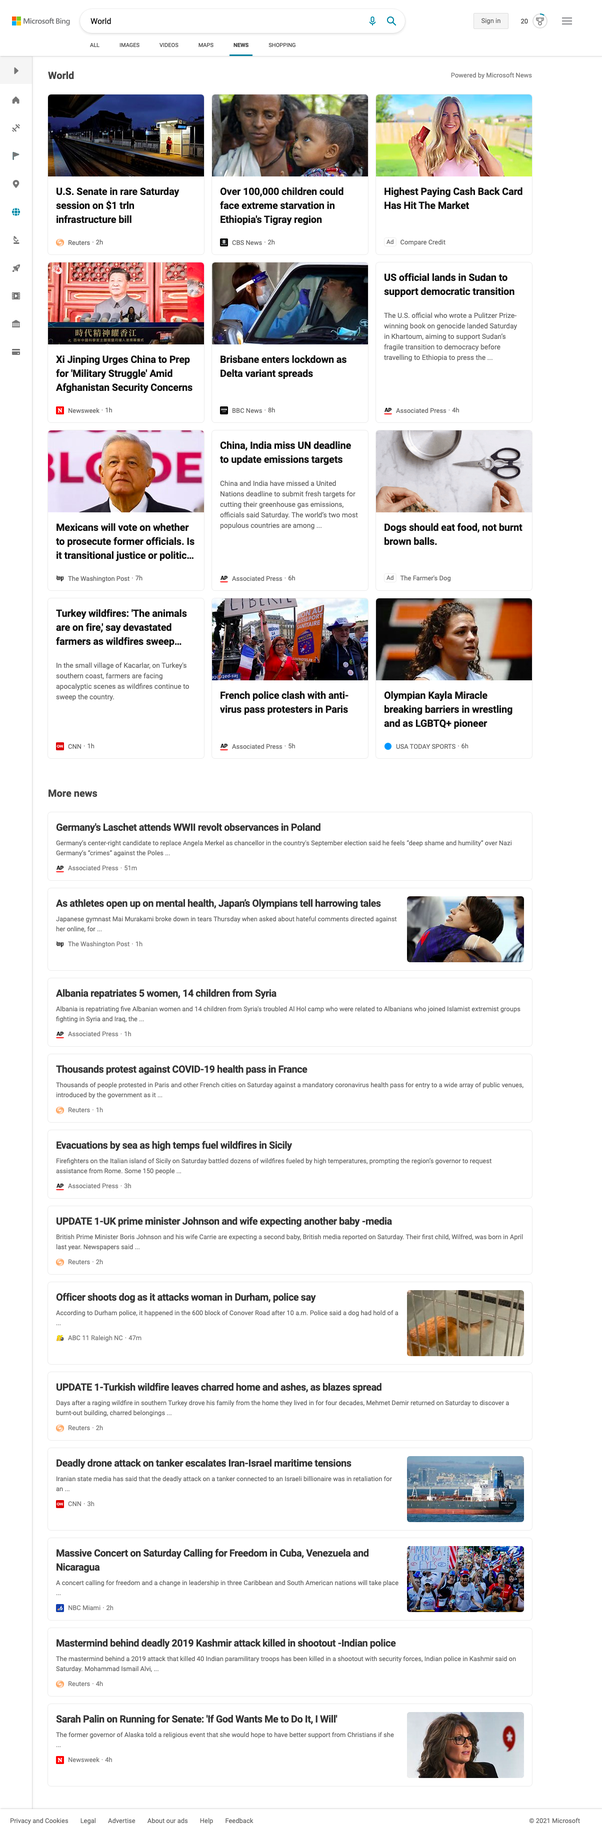 Microsoft Bing
World
Sign in
20
ALL
IMAGES
VIDEOS
MAPS
NEWS
SHOPPING
World
Powered by Microsoft News
U.S. Senate in rare Saturday
session on $1 trln
infrastructure bill
Reuters · 2h
Over 100,000 children could
face extreme starvation in
Ethiopia's Tigray region
CBS News · 2h
Highest Paying Cash Back Card
Has Hit The Market
Ad Compare Credit
時代精神耀香江
Xi Jinping Urges China to Prep
for 'Military Struggle' Amid
Afghanistan Security Concerns
N Newsweek · 1h
Brisbane enters lockdown as
Delta variant spreads
BBC News · 8h
US official lands in Sudan to
support democratic transition
The U.S. official who wrote a Pulitzer Prize-
winning book on genocide landed Saturday
in Khartoum, aiming to support Sudan's
fragile transition to democracy before
travelling to Ethiopia to press the ...
AP Associated Press · 4h
Mexicans will vote on whether
to prosecute former officials. Is
it transitional justice or politic...
wp The Washington Post · 7h
China, India miss UN deadline
to update emissions targets
China and India have missed a United
Nations deadline to submit fresh targets for
cutting their greenhouse gas emissions,
officials said Saturday. The world's two most
populous countries are among ...
AP Associated Press · 6h
Dogs should eat food, not burnt
brown balls.
Ad The Farmer's Dog
Turkey wildfires: 'The animals
are on fire,' say devastated
farmers as wildfires sweep...
In the small village of Kacarlar, on Turkey's
southern coast, farmers are facing
apocalyptic scenes as wildfires continue to
sweep the country.
CNN CNN · 1h
LIBERTE
French police clash with anti-
virus pass protesters in Paris
AP Associated Press · 5h
Olympian Kayla Miracle
breaking barriers in wrestling
and as LGBTQ+ pioneer
USA TODAY SPORTS · 6h
More news
Germany's Laschet attends WWII revolt observances in Poland
Germany's center-right candidate to replace Angela Merkel as chancellor in the country's September election said he feels "deep shame and humility" over Nazi
Germany's "crimes" against the Poles ...
AP Associated Press · 51m
As athletes open up on mental health, Japan's Olympians tell harrowing tales
Japanese gymnast Mai Murakami broke down in tears Thursday when asked about hateful comments directed against
her online, for ...
wp The Washington Post · 1h
Albania repatriates 5 women, 14 children from Syria
Albania is repatriating five Albanian women and 14 children from Syria's troubled Al Hol camp who were related to Albanians who joined Islamist extremist groups
fighting in Syria and Iraq, the ...
AP Associated Press · 1h
Thousands protest against COVID-19 health pass in France
Thousands of people protested in Paris and other French cities on Saturday against a mandatory coronavirus health pass for entry to a wide array of public venues,
introduced by the government as it ...
Reuters · 1h
Evacuations by sea as high temps fuel wildfires in Sicily
Firefighters on the Italian island of Sicily on Saturday battled dozens of wildfires fueled by high temperatures, prompting the region's governor to request
assistance from Rome. Some 150 people ...
AP Associated Press · 3h
UPDATE 1-UK prime minister Johnson and wife expecting another baby -media
British Prime Minister Boris Johnson and his wife Carrie are expecting a second baby, British media reported on Saturday. Their first child, Wilfred, was born in April
last year. Newspapers said ...
Reuters · 2h
Officer shoots dog as it attacks woman in Durham, police say
According to Durham police, it happened in the 600 block of Conover Road after 10 a.m. Police said a dog had hold of a
...
ABC 11 Raleigh NC · 47m
UPDATE 1-Turkish wildfire leaves charred home and ashes, as blazes spread
Days after a raging wildfire in southern Turkey drove his family from the home they lived in for four decades, Mehmet Demir returned on Saturday to discover a
burnt-out building, charred belongings ...
Reuters · 2h
Deadly drone attack on tanker escalates Iran-Israel maritime tensions
Iranian state media has said that the deadly attack on a tanker connected to an Israeli billionaire was in retaliation for
an ...
CNN CNN · 3h
Massive Concert on Saturday Calling for Freedom in Cuba, Venezuela and
Nicaragua
A concert calling for freedom and a change in leadership in three Caribbean and South American nations will take place
...
NBC Miami · 2h
Mastermind behind deadly 2019 Kashmir attack killed in shootout -Indian police
The mastermind behind a 2019 attack that killed 40 Indian paramilitary troops has been killed in a shootout with security forces, Indian police in Kashmir said on
Saturday. Mohammad Ismail Alvi, ...
Reuters · 4h
Sarah Palin on Running for Senate: 'If God Wants Me to Do It, I Will'
The former governor of Alaska told a religious event that she would hope to have better support from Christians if she
...
N Newsweek · 4h
Privacy and Cookies
Legal
Advertise
About our ads
Help
Feedback
© 2021 Microsoft